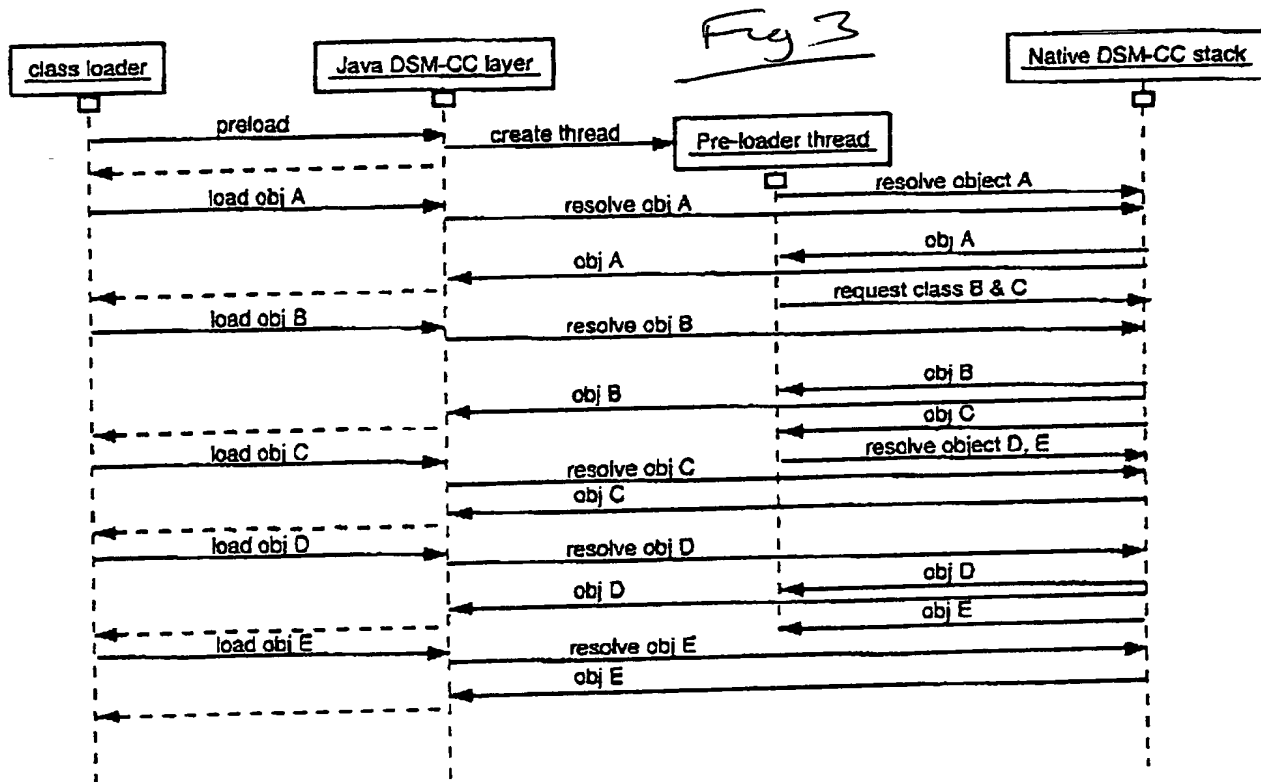 Fig 3
class loader
Java DSM-CC layer
Native DSM-CC stack
preload
create thread
Pre-loader thread
resolve object A
load obj A
resolve obj A
obj A
obj A
request class B & C
load obj B
resolve obj B
obj B
obj B
obj C
load obj C
resolve object D, E
resolve obj C
obj C
load obj D
resolve obj D
obj D
obj D
obj E
load obj E
resolve obj E
obj E